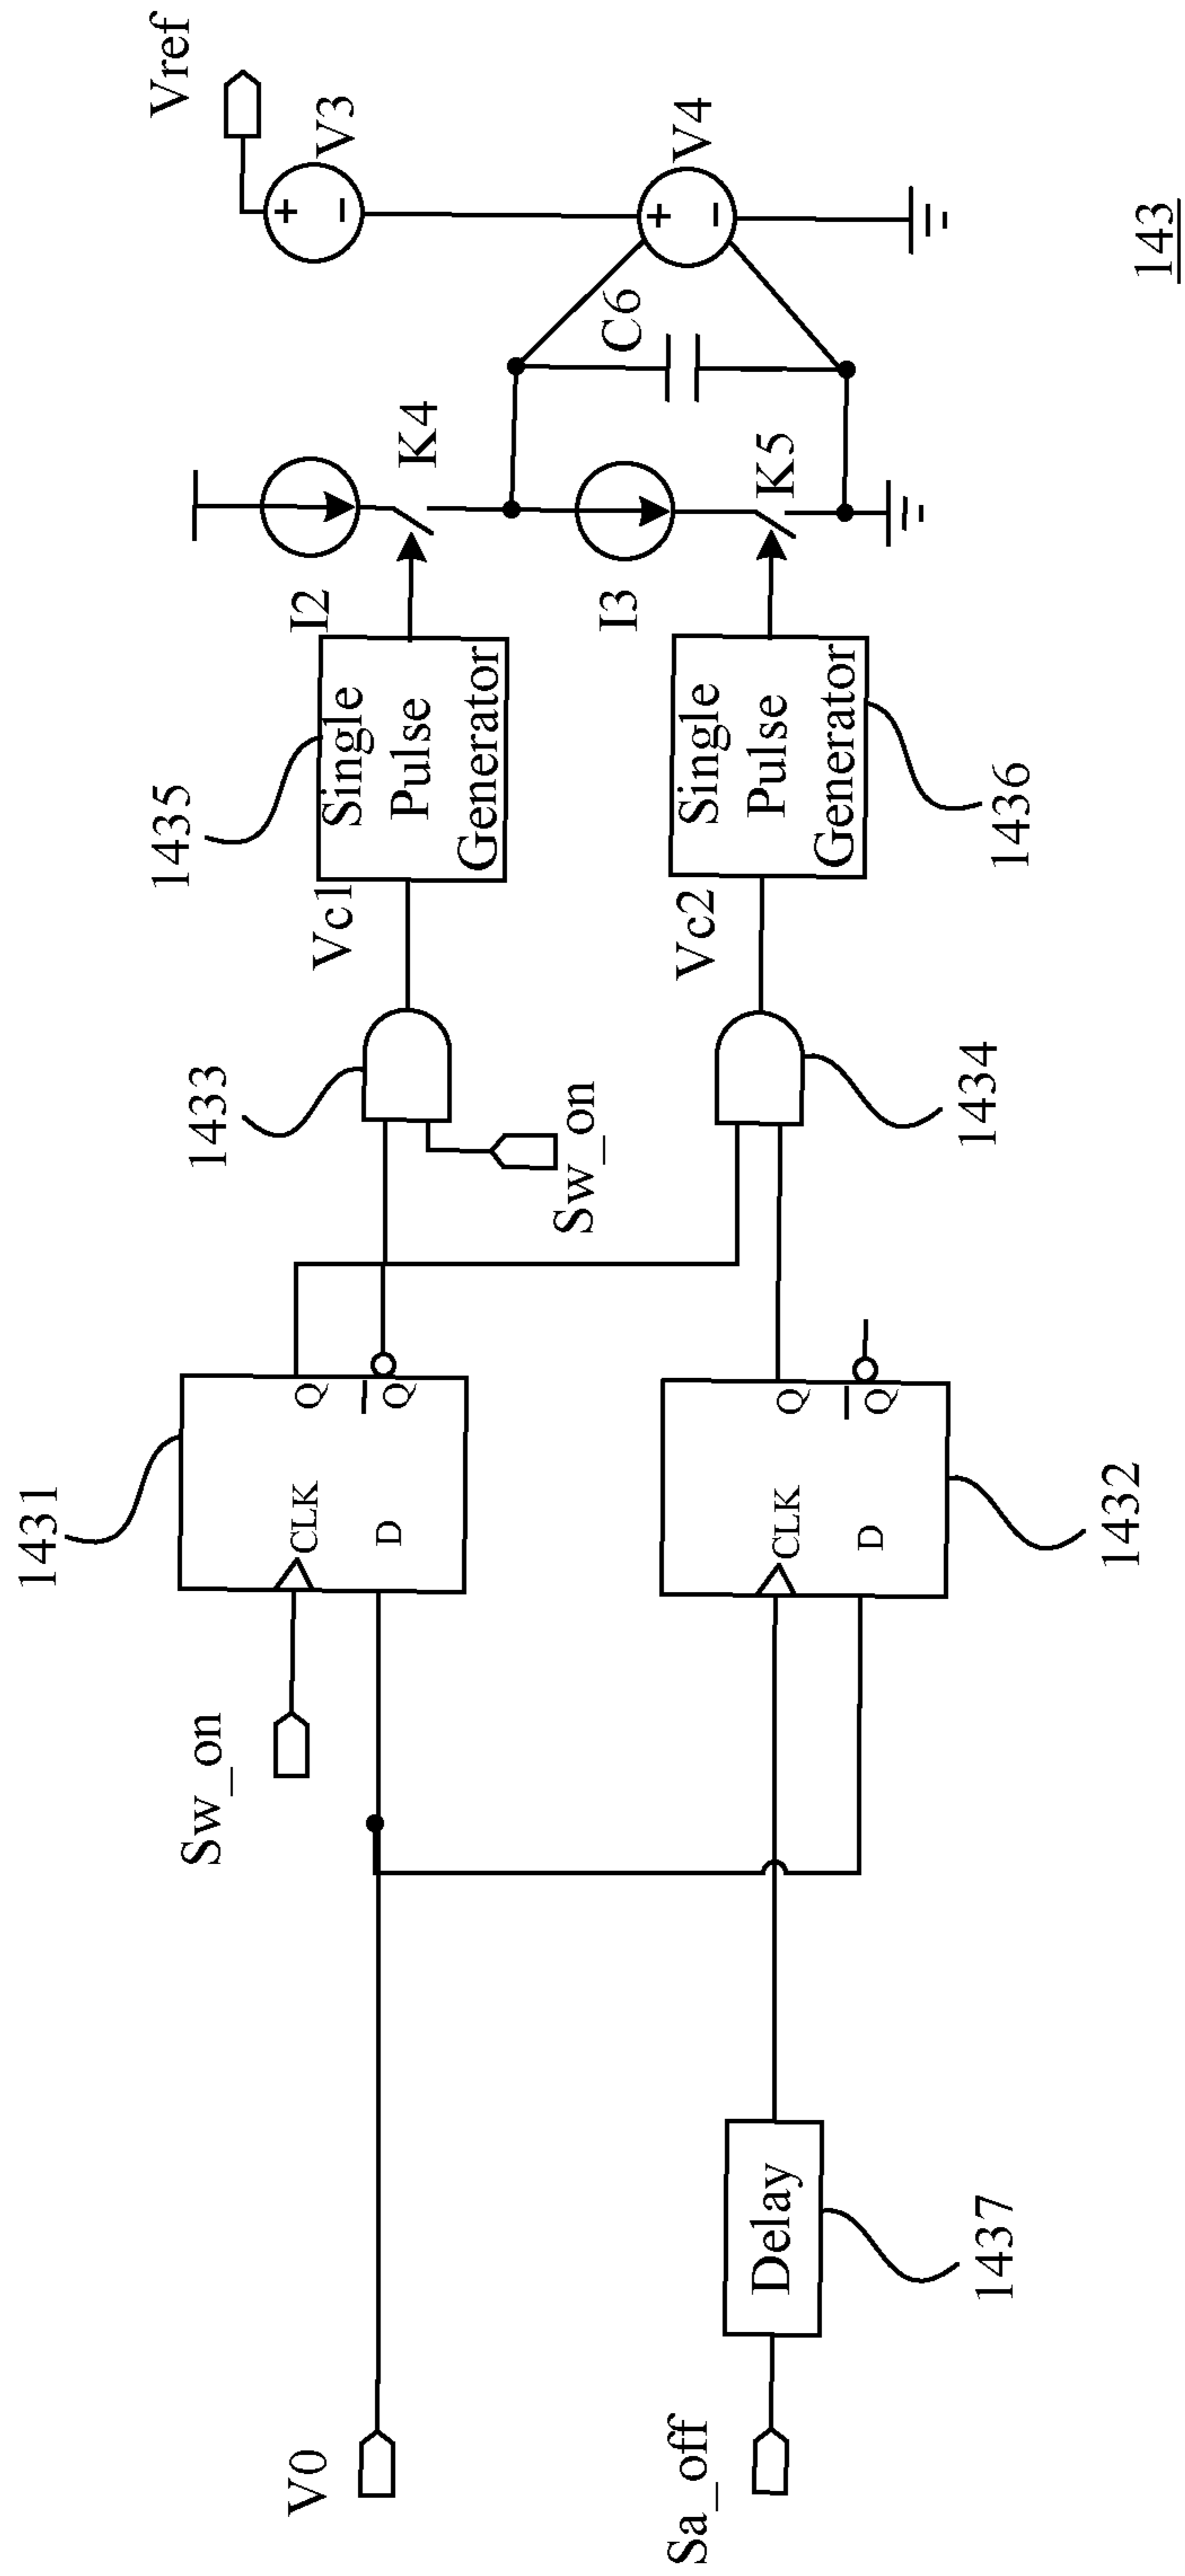 V0
Sa_off
Delay
1437
Sw_on
1431
CLK
D
Q
Q
1432
CLK
D
Q
Q
1433
Sw_on
1434
Vc1
Vc2
1435
Single
Pulse
Generator
1436
Single
Pulse
Generator
I2
K4
I3
K5
C6
Vref
+
−
V3
+
−
V4
143